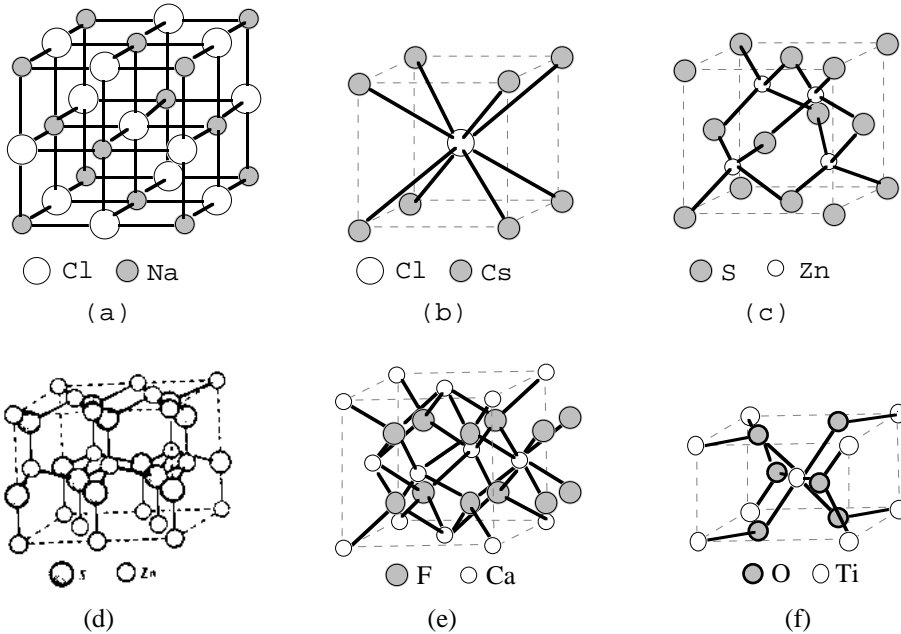 Cl Na
Cl Cs
S Zn
(a)
(b)
(c)
S Zn
F Ca
O Ti
(d)
(e)
(f)